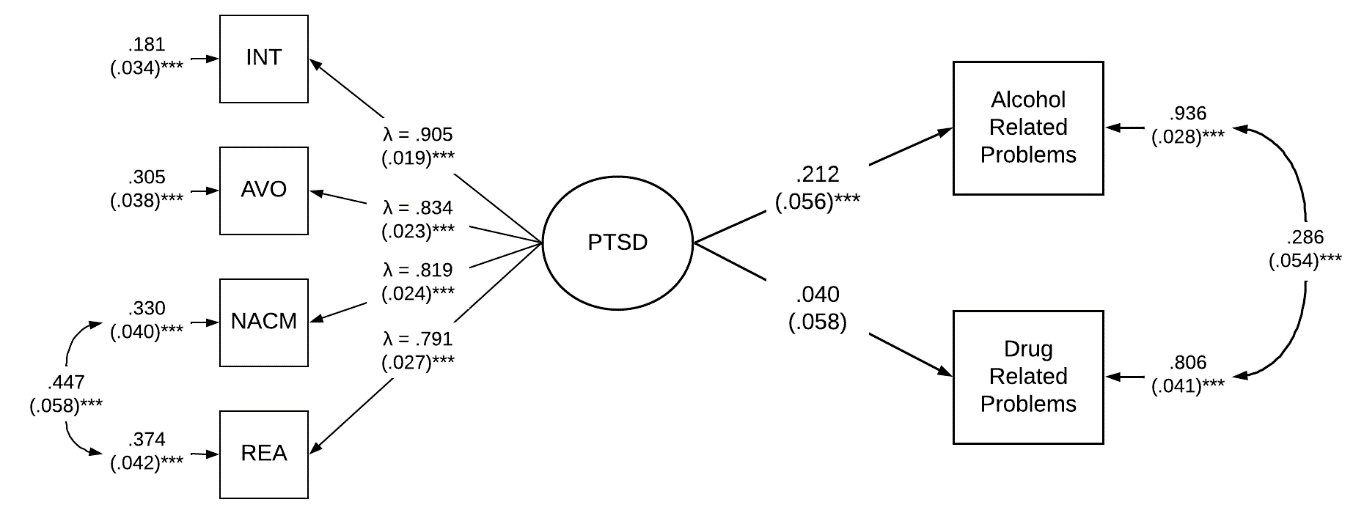 .181
(.034)***
INT
λ = .905
(.019)***
.305
(.038)***
AVO
λ = .834
(.023)***
.330
(.040)***
NACM
λ = .819
(.024)***
.447
(.058)***
.374
(.042)***
REA
λ = .791
(.027)***
PTSD
.212
(.056)***
.040
(.058)
Alcohol
Related
Problems
.936
(.028)***
Drug
Related
Problems
.806
(.041)***
.286
(.054)***